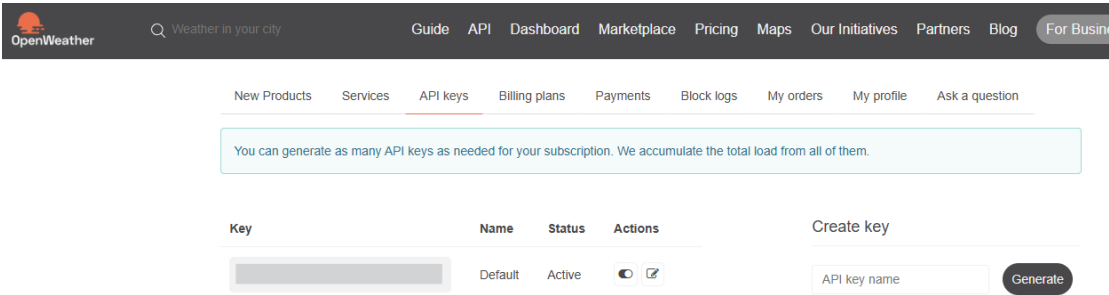 OpenWeather
Weather in your city
Guide API Dashboard Marketplace Pricing Maps Our Initiatives Partners Blog For Busin
New Products Services API keys Billing plans Payments Block logs My orders My profile Ask a question
You can generate as many API keys as needed for your subscription. We accumulate the total load from all of them.
Key Name Status Actions
Default Active
Create key
API key name Generate